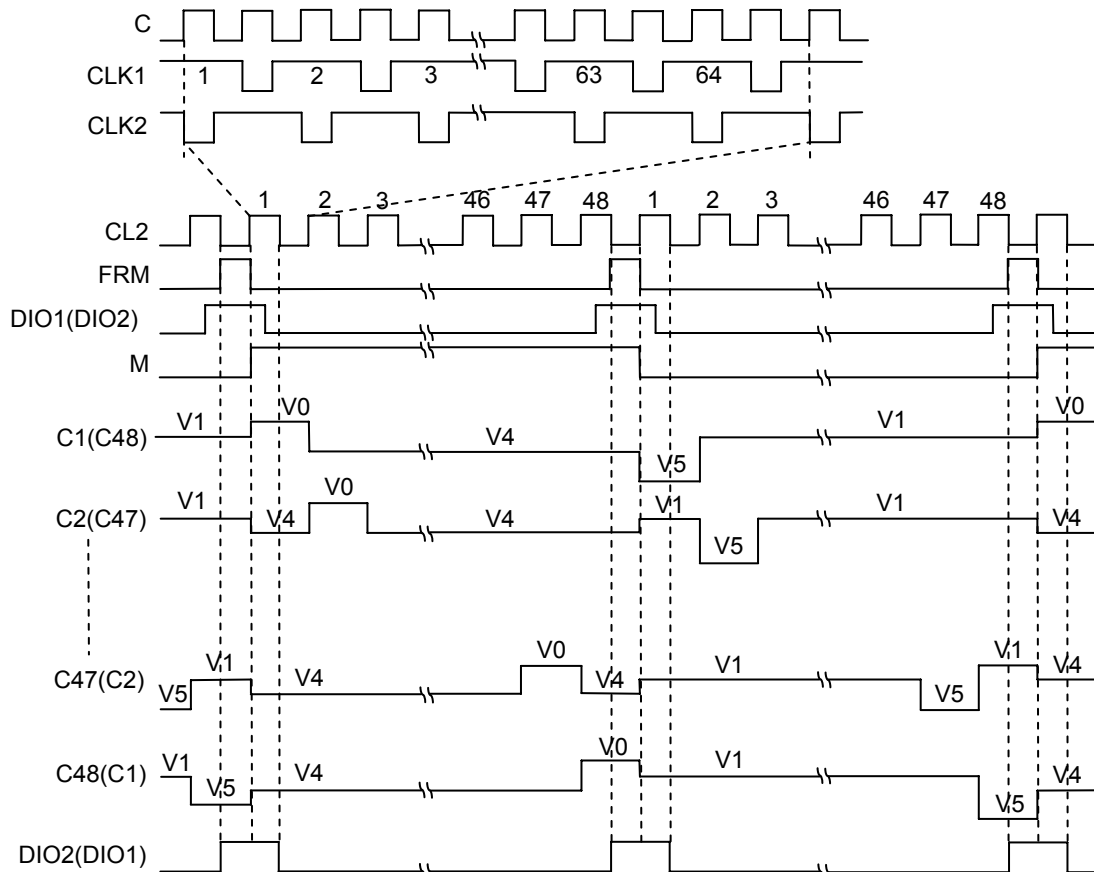 C
CLK1 1 2 3 63 64
CLK2
1 2 3 46 47 48 1 2 3 46 47 48
CL2
FRM
DIO1(DIO2)
M
V1 V0 V4 V5 V1 V0
C1(C48)
V1 V4 V0 V4 V1 V5 V1 V4
C2(C47)
V5 V1 V4 V0 V4 V1 V5 V1 V4
C47(C2)
V1 V5 V4 V0 V1 V5 V4
C48(C1)
DIO2(DIO1)